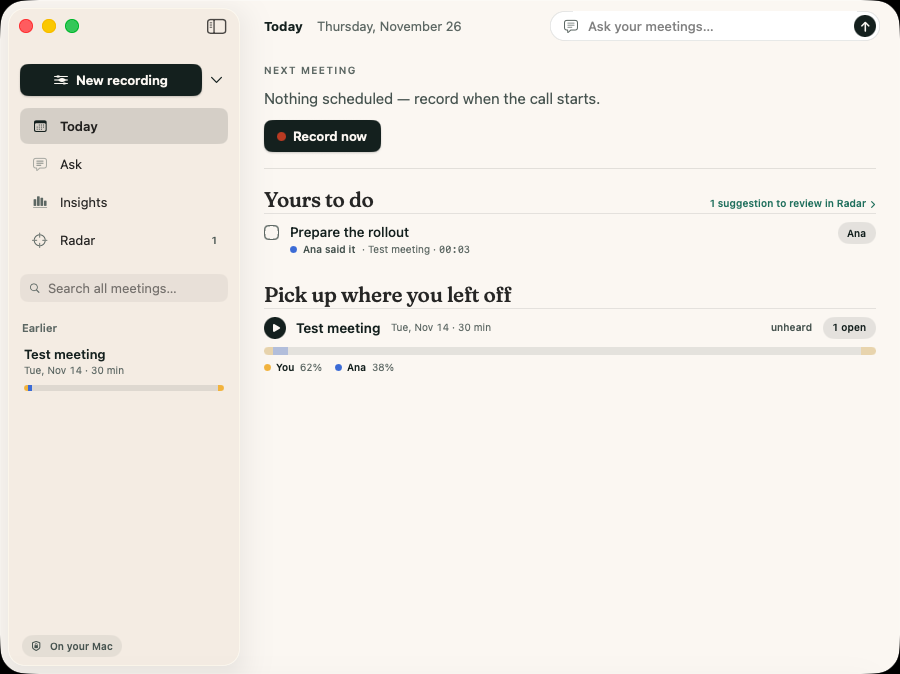 New recording
Today
Ask
Insights
Radar 1
Search all meetings...
Earlier
Test meeting
Tue, Nov 14 · 30 min
On your Mac
Today Thursday, November 26
Ask your meetings...
NEXT MEETING
Nothing scheduled — record when the call starts.
Record now
Yours to do
1 suggestion to review in Radar
Prepare the rollout
Ana
Ana said it · Test meeting · 00:03
Pick up where you left off
Test meeting Tue, Nov 14 · 30 min unheard 1 open
You 62% Ana 38%